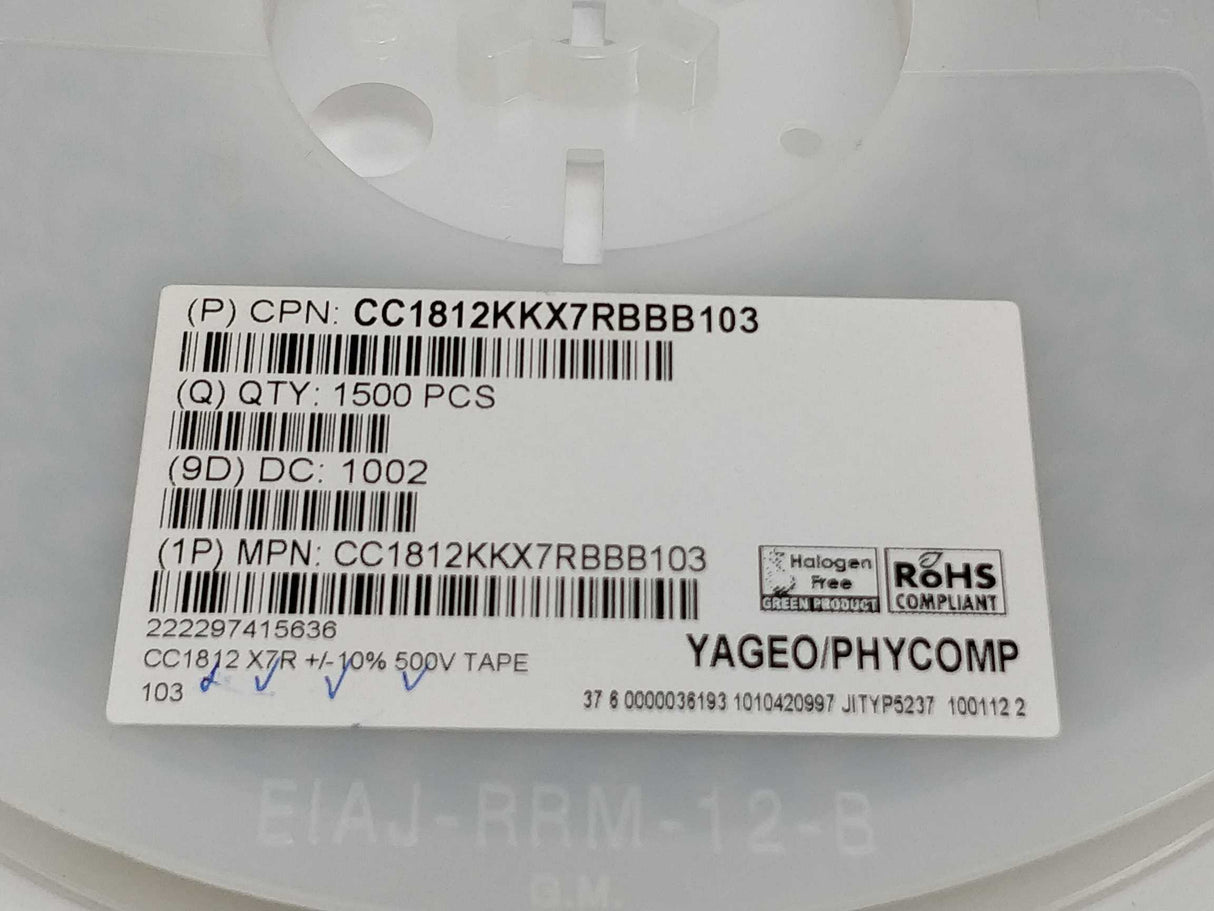 (P) CPN: CC1812KKX7RBBB103
(Q) QTY: 1500 PCS
(9D) DC: 1002
(1P) MPN: CC1812KKX7RBBB103
Halogen
Free
GREEN PRODUCT
RoHS
COMPLIANT
222297415636
CC1812 X7R +/-10% 500V TAPE
103
YAGEO/PHYCOMP
37 6 0000036193 1010420997 JITYP5237 100112 2
EIAJ-RRM-12-B
G.M.